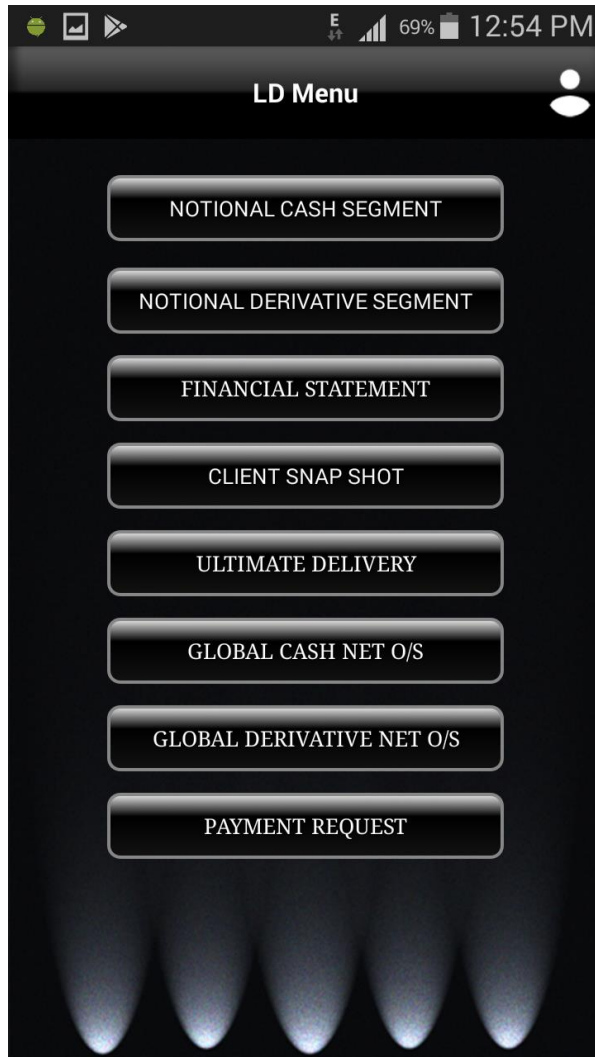 E 69% 12:54 PM
LD Menu
NOTIONAL CASH SEGMENT
NOTIONAL DERIVATIVE SEGMENT
FINANCIAL STATEMENT
CLIENT SNAP SHOT
ULTIMATE DELIVERY
GLOBAL CASH NET O/S
GLOBAL DERIVATIVE NET O/S
PAYMENT REQUEST